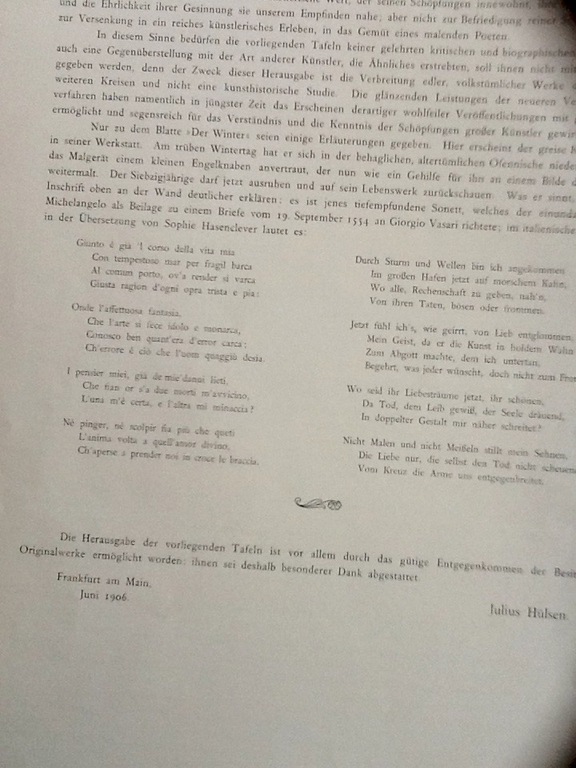 und die Ehrlichkeit ihrer Gesinnung sie unserem Empfinden nahe; aber nicht zur Befriedigung reiner
zur Versenkung in ein reiches künstlerisches Erleben, in das Gemüt eines malenden Poeten.
In diesem Sinne bedürfen die vorliegenden Tafeln keiner gelehrten kritischen und biographischen
auch eine Gegenüberstellung mit der Art anderer Künstler, die Ähnliches erstrebten, soll ihnen nicht
gegeben werden, denn der Zweck dieser Herausgabe ist die Verbreitung edler, volkstümlicher Werke
weiteren Kreisen und nicht eine kunsthistorische Studie. Die glänzenden Leistungen der neueren
verfahren haben namentlich in jüngster Zeit das Erscheinen derartiger wohlfeiler Veröffentlichungen mit
ermöglicht und segensreich für das Verständnis und die Kenntnis der Schöpfungen großer Künstler
Nur zu dem Blatte »Der Winter« seien einige Erläuterungen gegeben. Hier erscheint der greise
in seiner Werkstatt. Am trüben Wintertag hat er sich in der behaglichen, altertümlichen Ofennische
das Malgerät einem kleinen Engelknaben anvertraut, der nun wie ein Gehilfe für ihn an einem Bilde
weitermalt. Der Siebzigjährige darf jetzt ausruhen und auf sein Lebenswerk zurückschauen. Was er sinnt,
Inschrift oben an der Wand deutlicher erklären: es ist jenes tiefempfundene Sonett, welches der
Michelangelo als Beilage zu einem Briefe vom 19. September 1554 an Giorgio Vasari richtete; im
in der Übersetzung von Sophie Hasenclever lautet es:
Giunto è già 'l corso della vita mia
Con tempestoso mar per fragil barca
Al comun porto, ov'a render si varca
Giusta ragion d'ogni opra trista e pia:
Onde l'affettuosa fantasia,
Che l'arte si fece idolo e monarca,
Conosco ben quant'era d'error carca;
Ch'errore è ciò che l'uom quaggiù desia.
I pensier miei, già de mie'danni lieti,
Che fian or s'a due morti m'avvicino,
L'una m'è certa, e l'altra mi minaccia?
Nè pinger, nè scolpir fia più che queti
L'anima volta a quell'amor divino,
Ch'aperse a prender noi in croce le braccia.
Durch Sturm und Wellen bin ich angekommen
Im großen Hafen jetzt auf morschem Kahn,
Wo alle, Rechenschaft zu geben, nah'n,
Von ihren Taten, bösen oder frommen.
Jetzt fühl ich's, wie geirrt, von Lieb entglommen,
Mein Geist, da er die Kunst in holdem Wahn
Zum Abgott machte, dem ich untertan,
Begehrt, was jeder wünscht, doch nicht zum
Wo seid ihr Liebesträume jetzt, ihr schönen,
Da Tod, dem Leib gewiß, der Seele dräuend,
In doppelter Gestalt mir näher schreitet?
Nicht Malen und nicht Meißeln stillt mein Sehnen,
Die Liebe nur, die selbst den Tod nicht scheuend
Vom Kreuz die Arme uns entgegenbreitet.
Die Herausgabe der vorliegenden Tafeln ist vor allem durch das gütige Entgegenkommen der
Originalwerke ermöglicht worden; ihnen sei deshalb besonderer Dank abgestattet.
Frankfurt am Main,
Juni 1906.
Julius Hülsen.